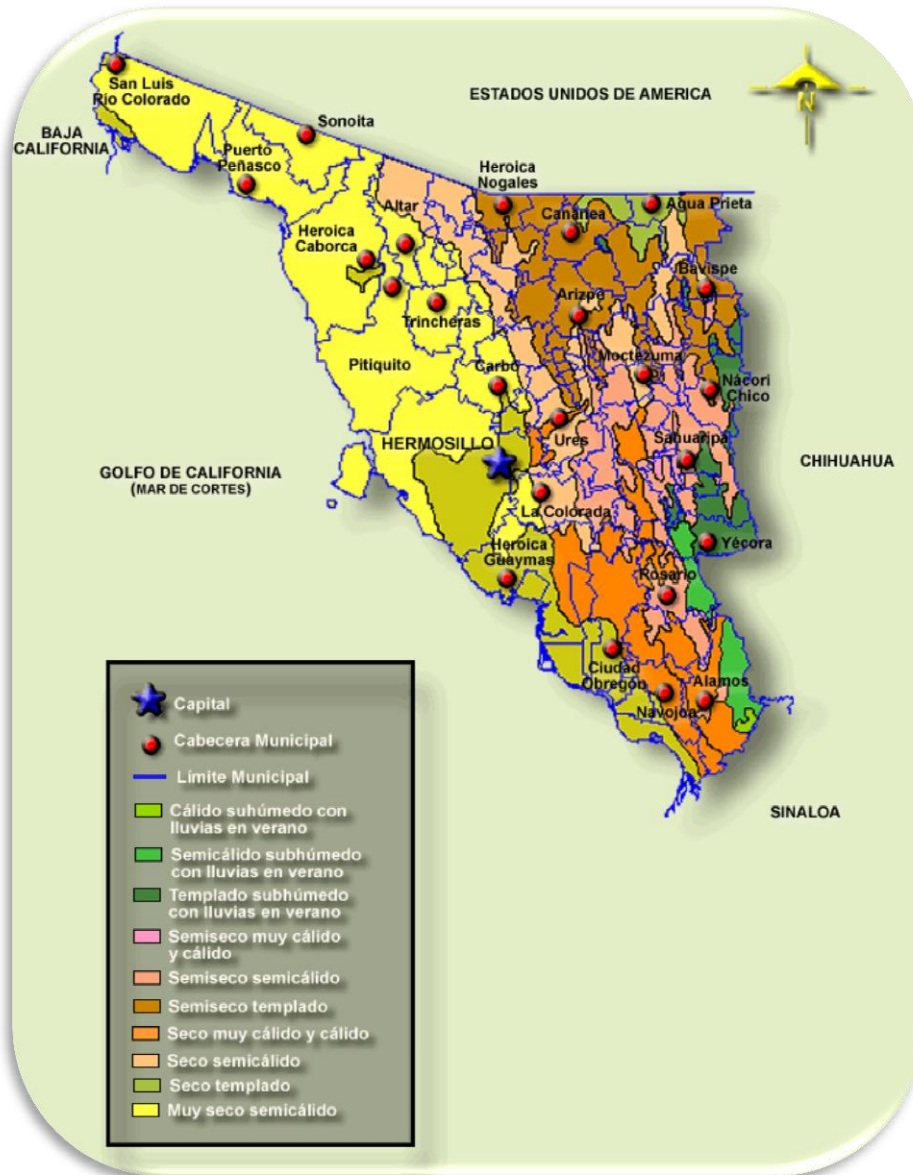 ESTADOS UNIDOS DE AMERICA
N
San Luis
Rio Colorado
BAJA
CALIFORNIA
Sonoita
Puerto
Peñasco
Heroica
Nogales
Agua Prieta
Altar
Cananea
Heroica
Caborca
Bavispe
Arizpe
Trincheras
Moctezuma
Pitiquito
Carbó
Nácori
Chico
HERMOSILLO
Ures
Sahuaripa
GOLFO DE CALIFORNIA
(MAR DE CORTES)
CHIHUAHUA
La Colorada
Heroica
Guaymas
Yécora
Rosario
Ciudad
Obregón
Alamos
Navojoa
SINALOA
Capital
Cabecera Municipal
Límite Municipal
Cálido suhúmedo con
lluvias en verano
Semicálido subhúmedo
con lluvias en verano
Templado subhúmedo
con lluvias en verano
Semiseco muy cálido
y cálido
Semiseco semicálido
Semiseco templado
Seco muy cálido y cálido
Seco semicálido
Seco templado
Muy seco semicálido